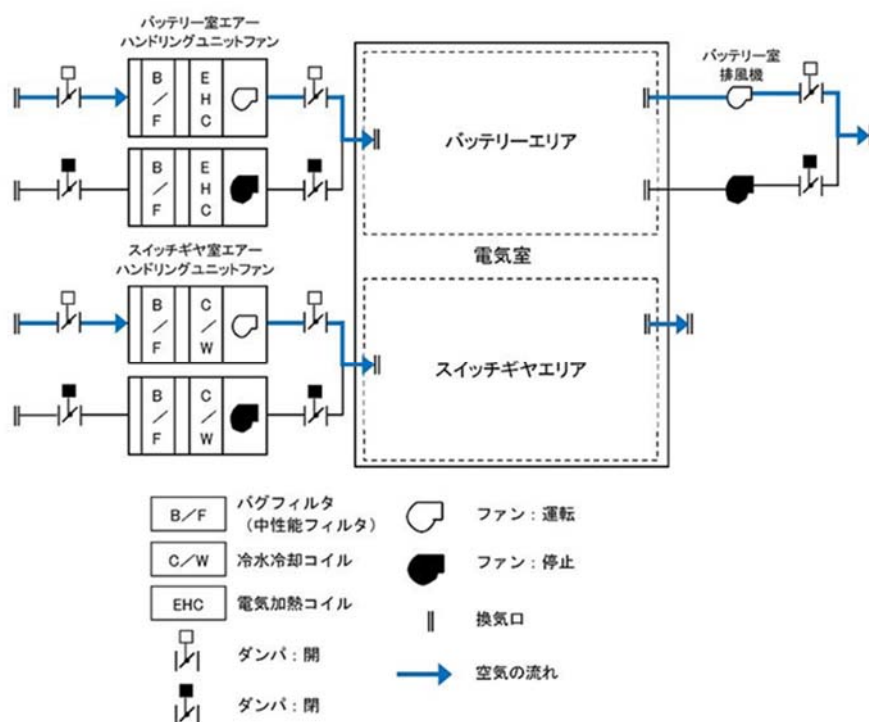 バッテリー室エアー
ハンドリングユニットファン
B/F
EHC
B/F
EHC
バッテリーエリア
バッテリー室
排風機
電気室
スイッチギヤ室エアー
ハンドリングユニットファン
B/F
C/W
B/F
C/W
スイッチギヤエリア
B/F
バグフィルタ
(中性能フィルタ)
C/W
冷水冷却コイル
EHC
電気加熱コイル
ダンパ:開
ダンパ:閉
ファン:運転
ファン:停止
換気口
空気の流れ